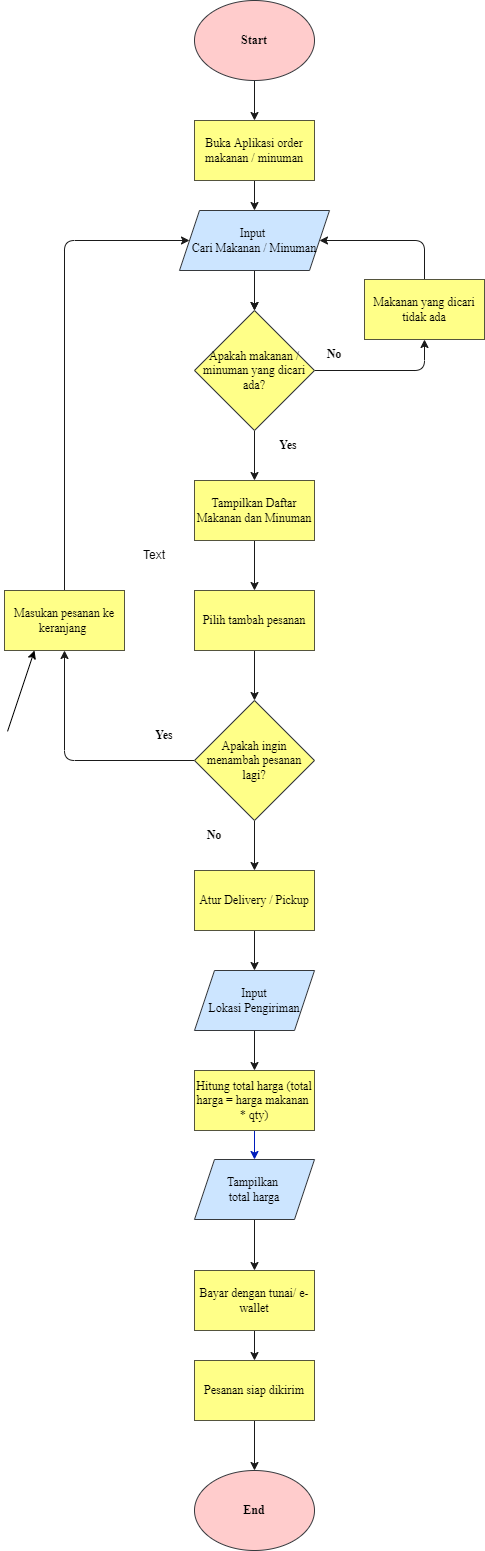 Start
Buka Aplikasi order
makanan / minuman
Input
Cari Makanan / Minuman
Makanan yang dicari
tidak ada
Apakah makanan /
minuman yang dicari
ada?
No
Yes
Tampilkan Daftar
Makanan dan Minuman
Text
Masukan pesanan ke
keranjang
Pilih tambah pesanan
Yes
Apakah ingin
menambah pesanan
lagi?
No
Atur Delivery / Pickup
Input
Lokasi Pengiriman
Hitung total harga (total
harga = harga makanan
* qty)
Tampilkan
total harga
Bayar dengan tunai/ e-
wallet
Pesanan siap dikirim
End